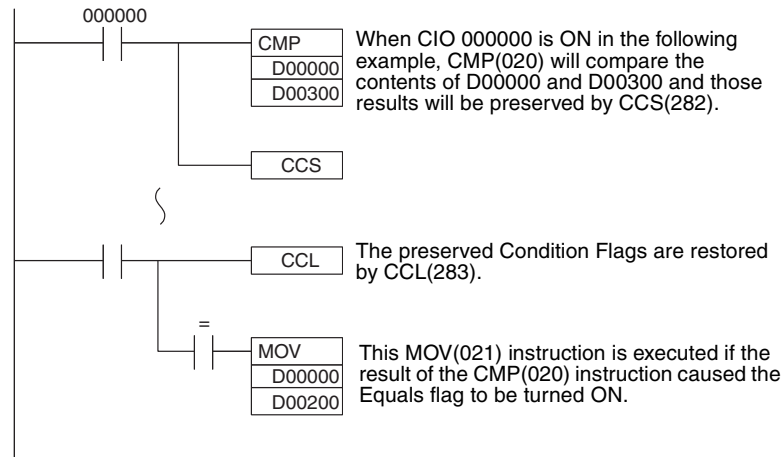 000000
CMP
D00000
D00300
When CIO 000000 is ON in the following
example, CMP(020) will compare the
contents of D00000 and D00300 and those
results will be preserved by CCS(282).
CCS
CCL
The preserved Condition Flags are restored
by CCL(283).
=
MOV
D00000
D00200
This MOV(021) instruction is executed if the
result of the CMP(020) instruction caused the
Equals flag to be turned ON.